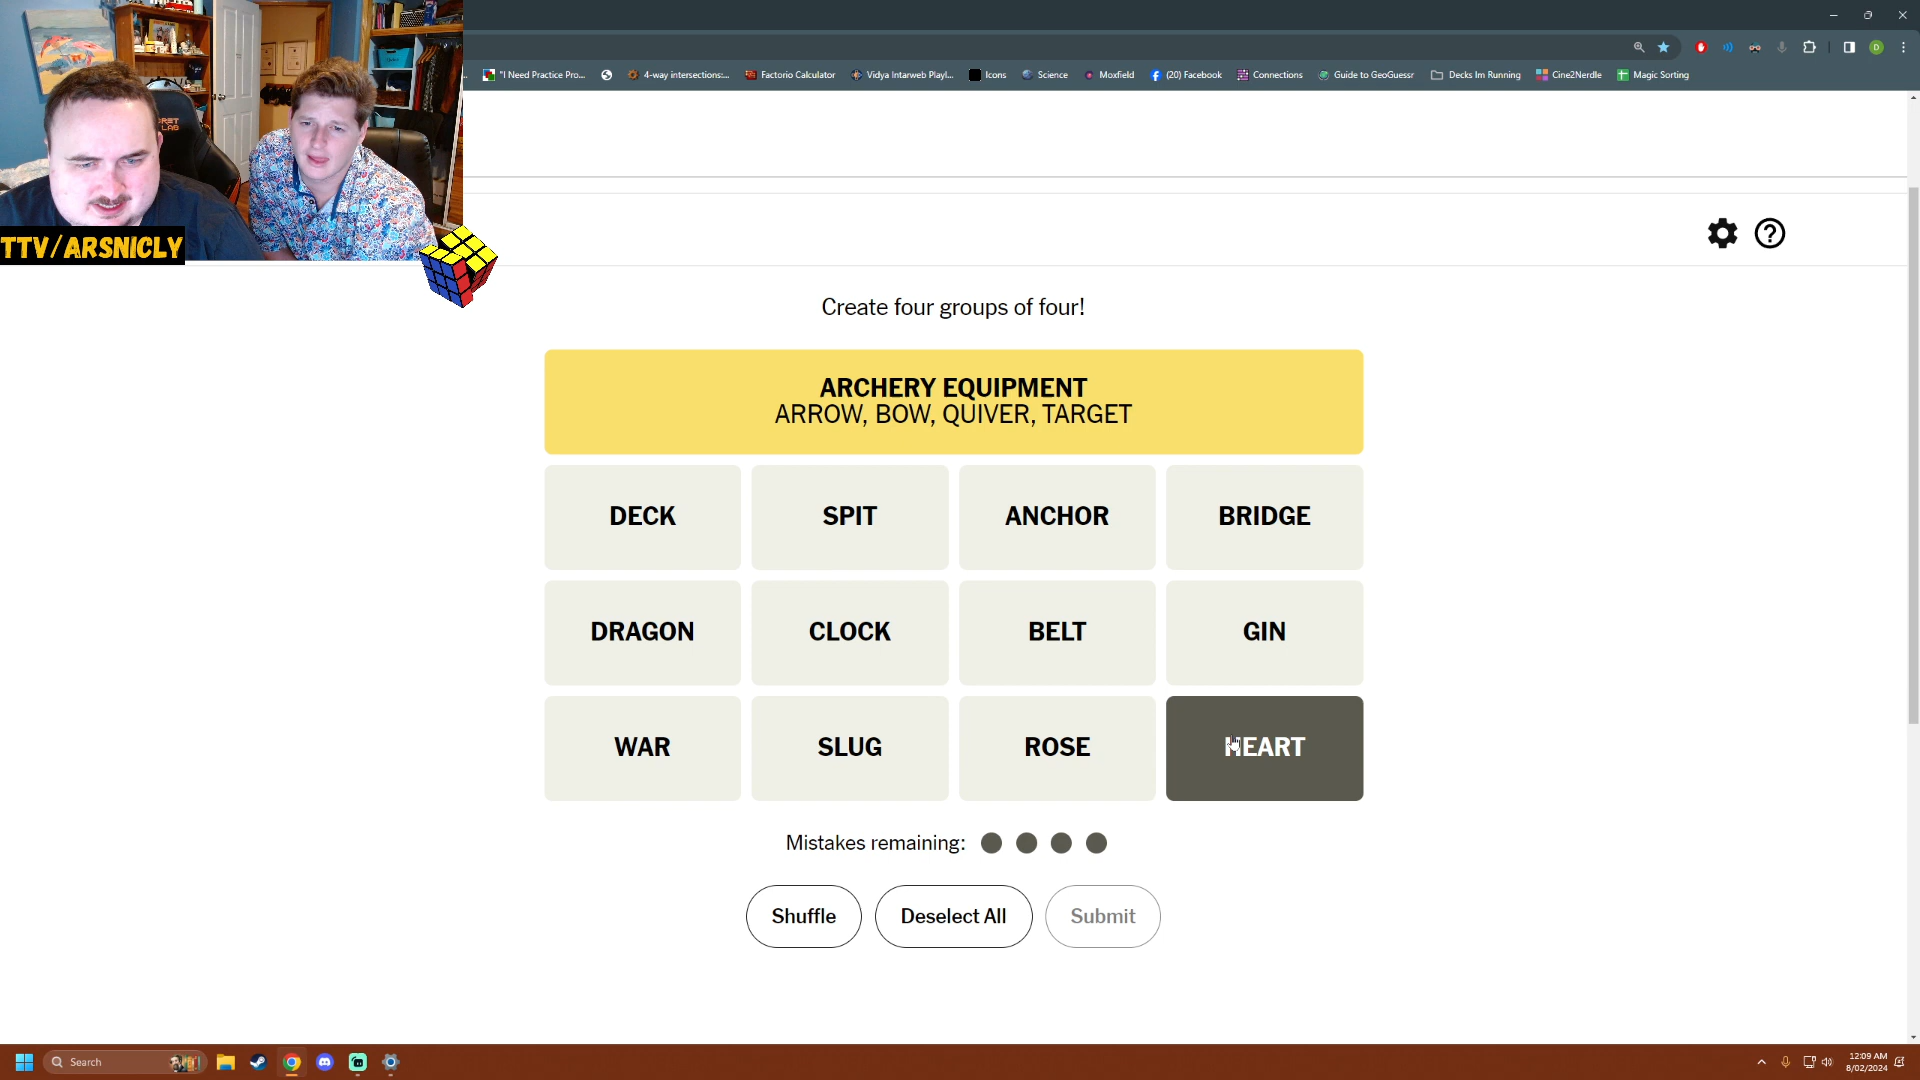 "I Need Practice Pro...
4-way intersections:...
Factorio Calculator
Vidya Intarweb Playl...
Icons
Science
Moxfield
(20) Facebook
Connections
Guide to GeoGuessr
Decks Im Running
Cine2Nerdle
Magic Sorting
TTV/ARSNICLY
Create four groups of four!
ARCHERY EQUIPMENT
ARROW, BOW, QUIVER, TARGET
DECK SPIT ANCHOR BRIDGE
DRAGON CLOCK BELT GIN
WAR SLUG ROSE HEART
Mistakes remaining:
Shuffle Deselect All Submit
Search
12:09 AM
8/02/2024